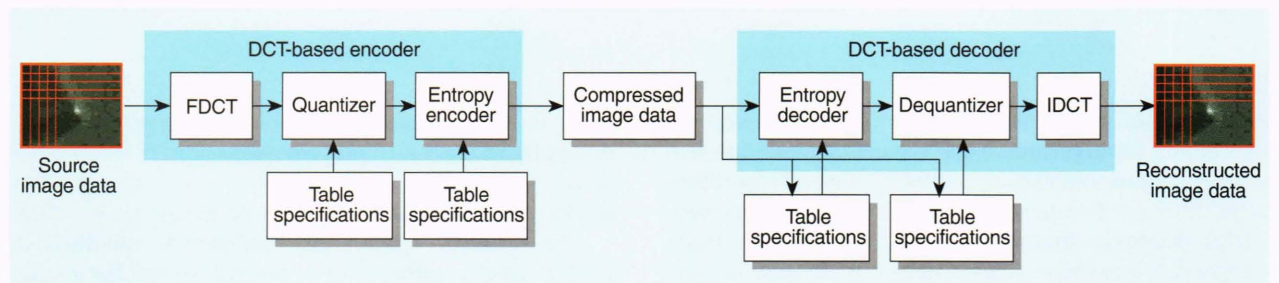 DCT-based encoder
DCT-based decoder
FDCT
Quantizer
Entropy
encoder
Compressed
image data
Entropy
decoder
Dequantizer
IDCT
Source
image data
Reconstructed
image data
Table
specifications
Table
specifications
Table
specifications
Table
specifications